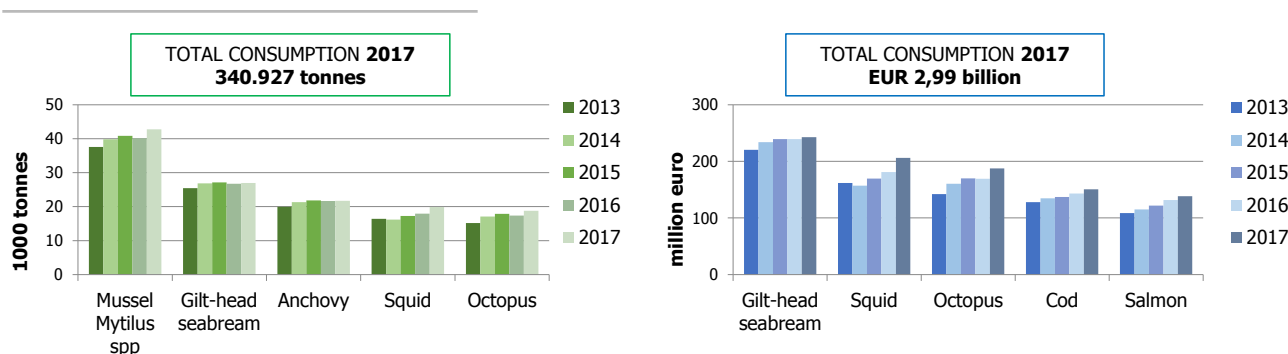 TOTAL CONSUMPTION 2017
340.927 tonnes
50
40
30
20
10
0
1000 tonnes
Mussel
Mytilus
spp
Gilt-head
seabream
Anchovy
Squid
Octopus
2013
2014
2015
2016
2017
TOTAL CONSUMPTION 2017
EUR 2,99 billion
300
200
100
0
million euro
Gilt-head
seabream
Squid
Octopus
Cod
Salmon
2013
2014
2015
2016
2017